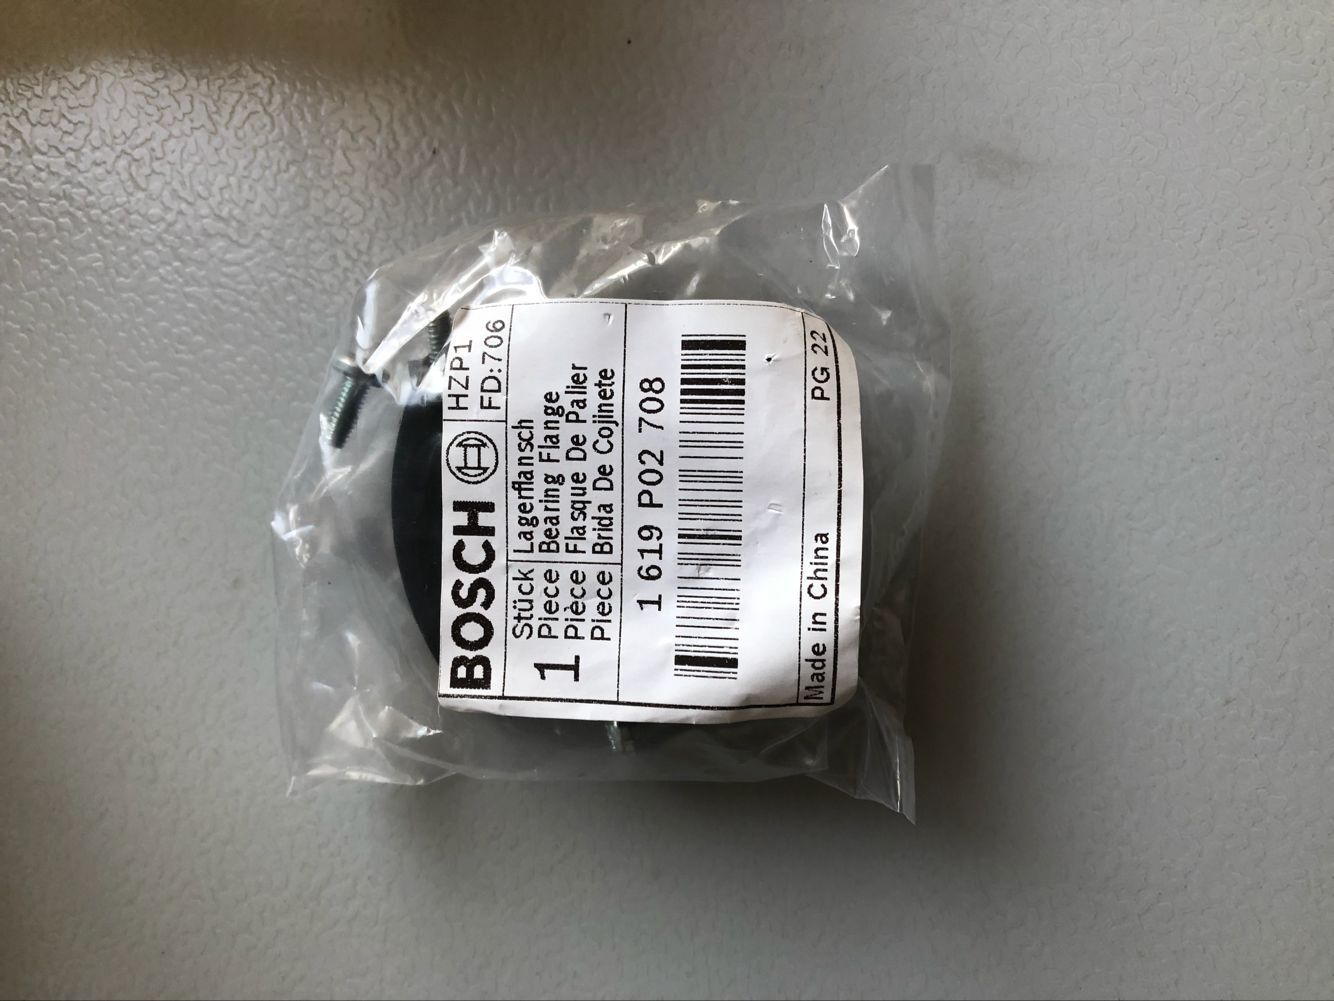 BOSCH HZP1
FD:706
1 Stück Lagerflansch
Piece Bearing Flange
Pièce Flasque De Palier
Piece Brida De Cojinete
1 619 P02 708
Made in China PG 22